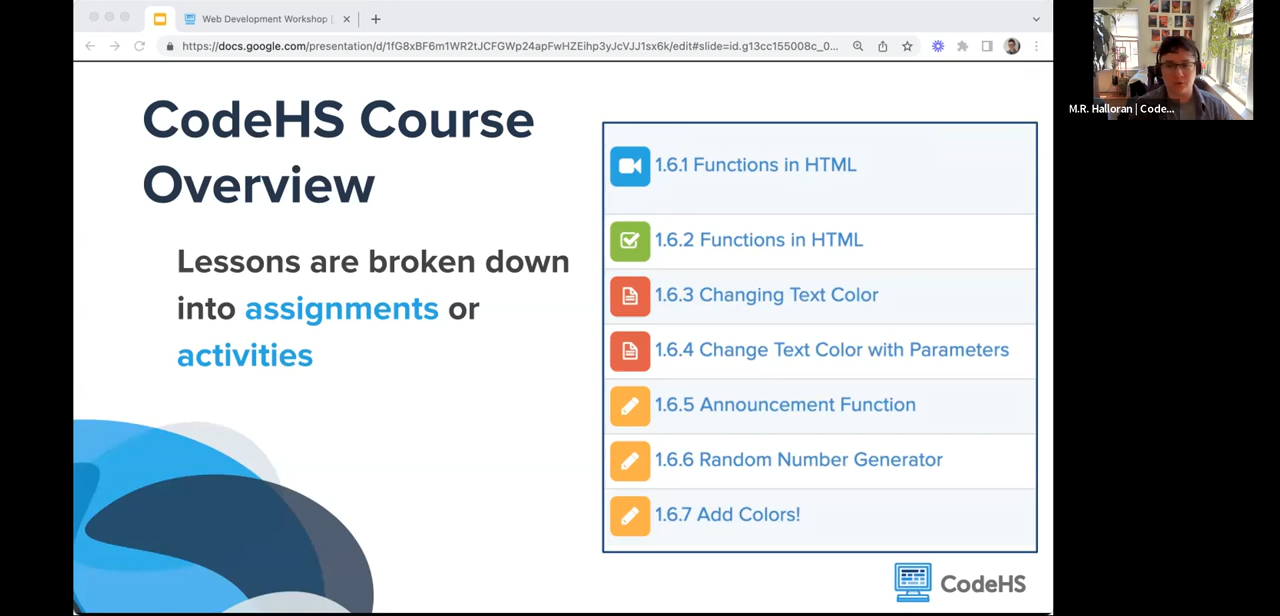 Web Development Workshop |
https://docs.google.com/presentation/d/1fG8xBF6m1WR2tJCFGWp24apFwHZEihp3yJcVJJ1sx6k/edit#slide=id.g13cc155008c_0...
M.R. Halloran | Code...
CodeHS Course
Overview
Lessons are broken down
into assignments or
activities
1.6.1 Functions in HTML
1.6.2 Functions in HTML
1.6.3 Changing Text Color
1.6.4 Change Text Color with Parameters
1.6.5 Announcement Function
1.6.6 Random Number Generator
1.6.7 Add Colors!
CodeHS